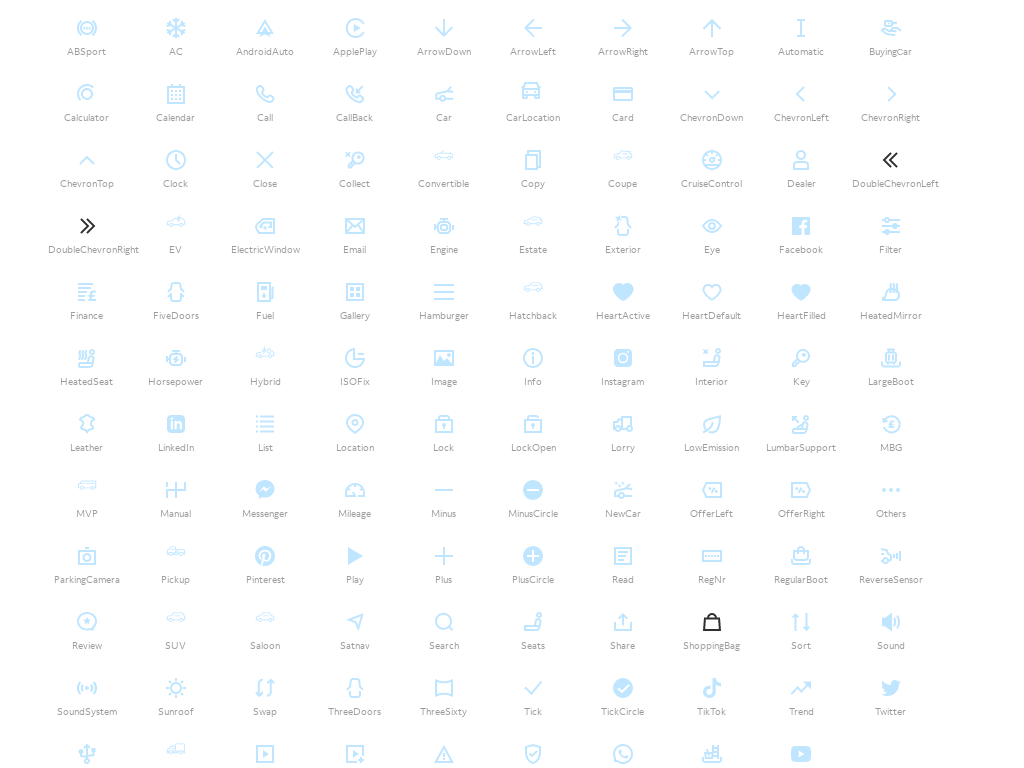 ABSport AC AndroidAuto ApplePlay ArrowDown ArrowLeft ArrowRight ArrowTop Automatic BuyingCar
Calculator Calendar Call CallBack Car CarLocation Card ChevronDown ChevronLeft ChevronRight
ChevronTop Clock Close Collect Convertible Copy Coupe CruiseControl Dealer DoubleChevronLeft
DoubleChevronRight EV ElectricWindow Email Engine Estate Exterior Eye Facebook Filter
Finance FiveDoors Fuel Gallery Hamburger Hatchback HeartActive HeartDefault HeartFilled HeatedMirror
HeatedSeat Horsepower Hybrid ISOFix Image Info Instagram Interior Key LargeBoot
Leather LinkedIn List Location Lock LockOpen Lorry LowEmission LumbarSupport MBG
MVP Manual Messenger Mileage Minus MinusCircle NewCar OfferLeft OfferRight Others
ParkingCamera Pickup Pinterest Play Plus PlusCircle Read RegNr RegularBoot ReverseSensor
Review SUV Saloon Satnav Search Seats Share ShoppingBag Sort Sound
SoundSystem Sunroof Swap ThreeDoors ThreeSixty Tick TickCircle TikTok Trend Twitter